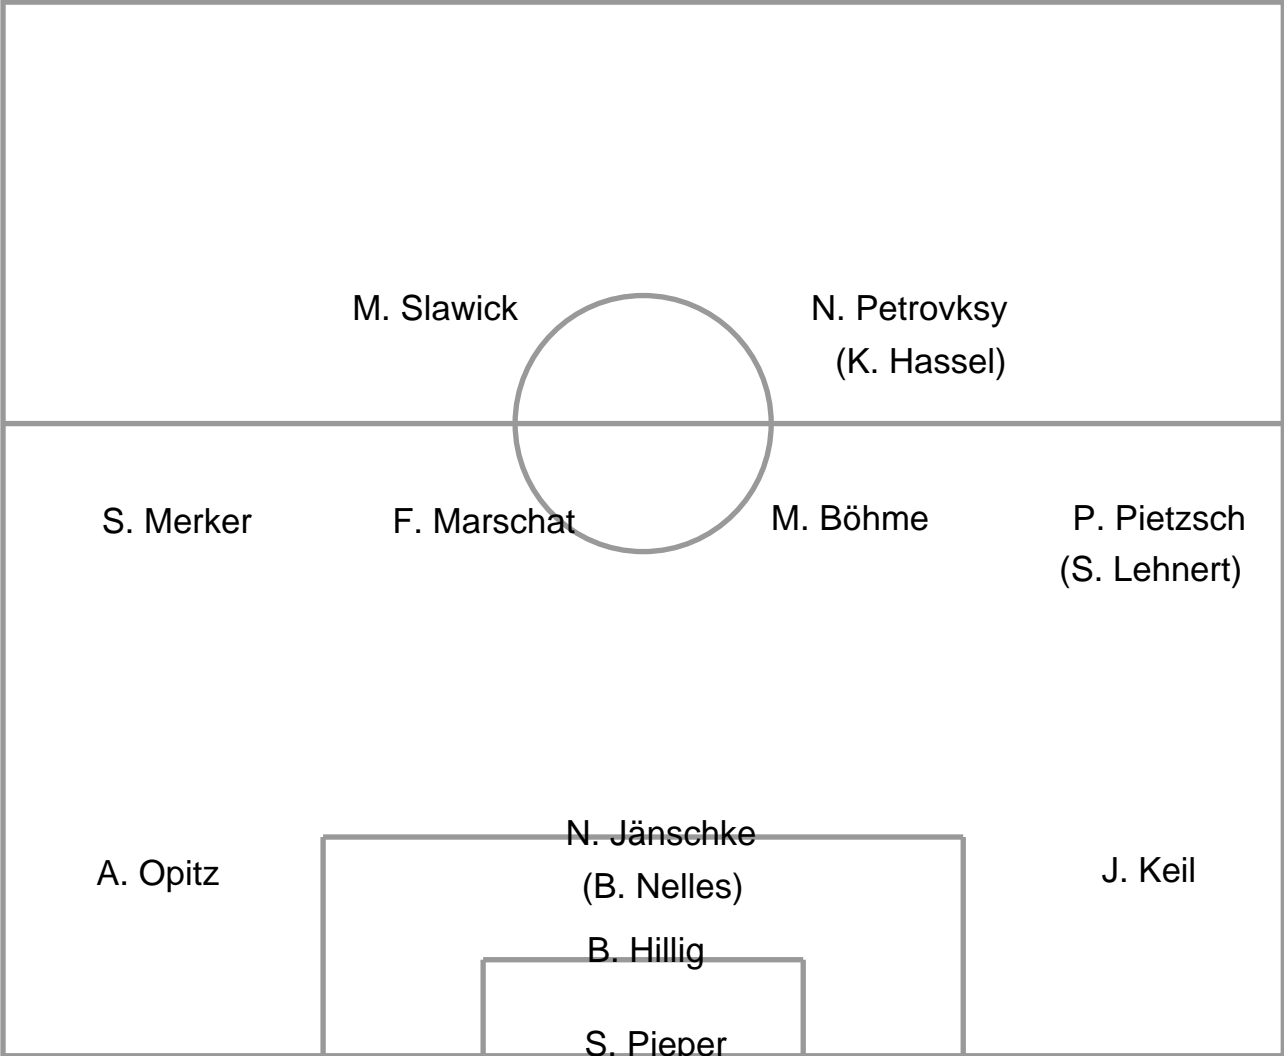 M. Slawick
N. Petrovksy
(K. Hassel)
S. Merker
F. Marschat
M. Böhme
P. Pietzsch
(S. Lehnert)
N. Jänschke
(B. Nelles)
A. Opitz
J. Keil
B. Hillig
S. Pieper